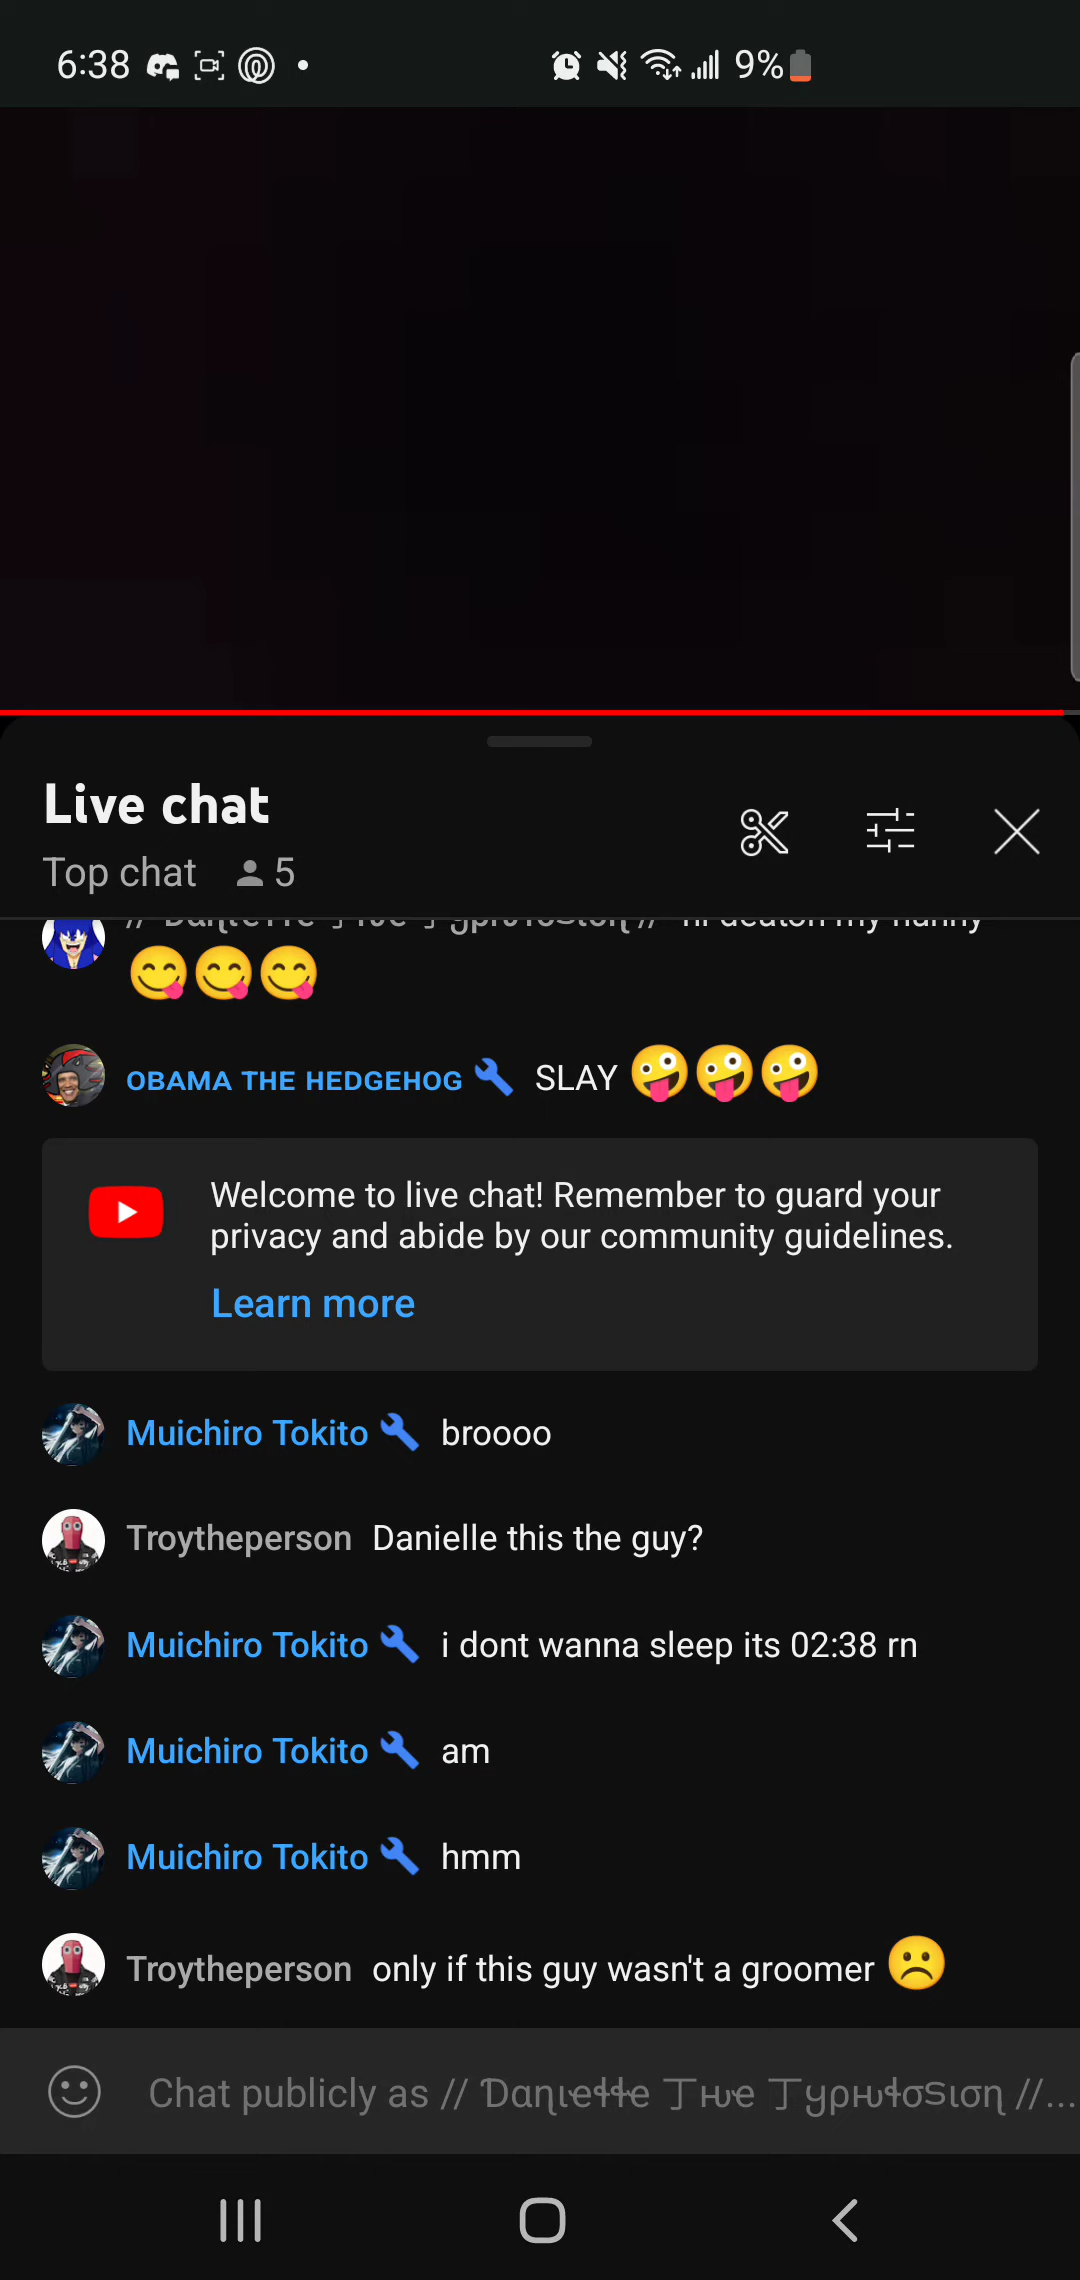 6:38
9%
Live chat
Top chat 5
😋😋😋
OBAMA THE HEDGEHOG SLAY 🤪🤪🤪
Welcome to live chat! Remember to guard your
privacy and abide by our community guidelines.
Learn more
Muichiro Tokito broooo
Troytheperson Danielle this the guy?
Muichiro Tokito i dont wanna sleep its 02:38 rn
Muichiro Tokito am
Muichiro Tokito hmm
Troytheperson only if this guy wasn't a groomer ☹️
Chat publicly as //